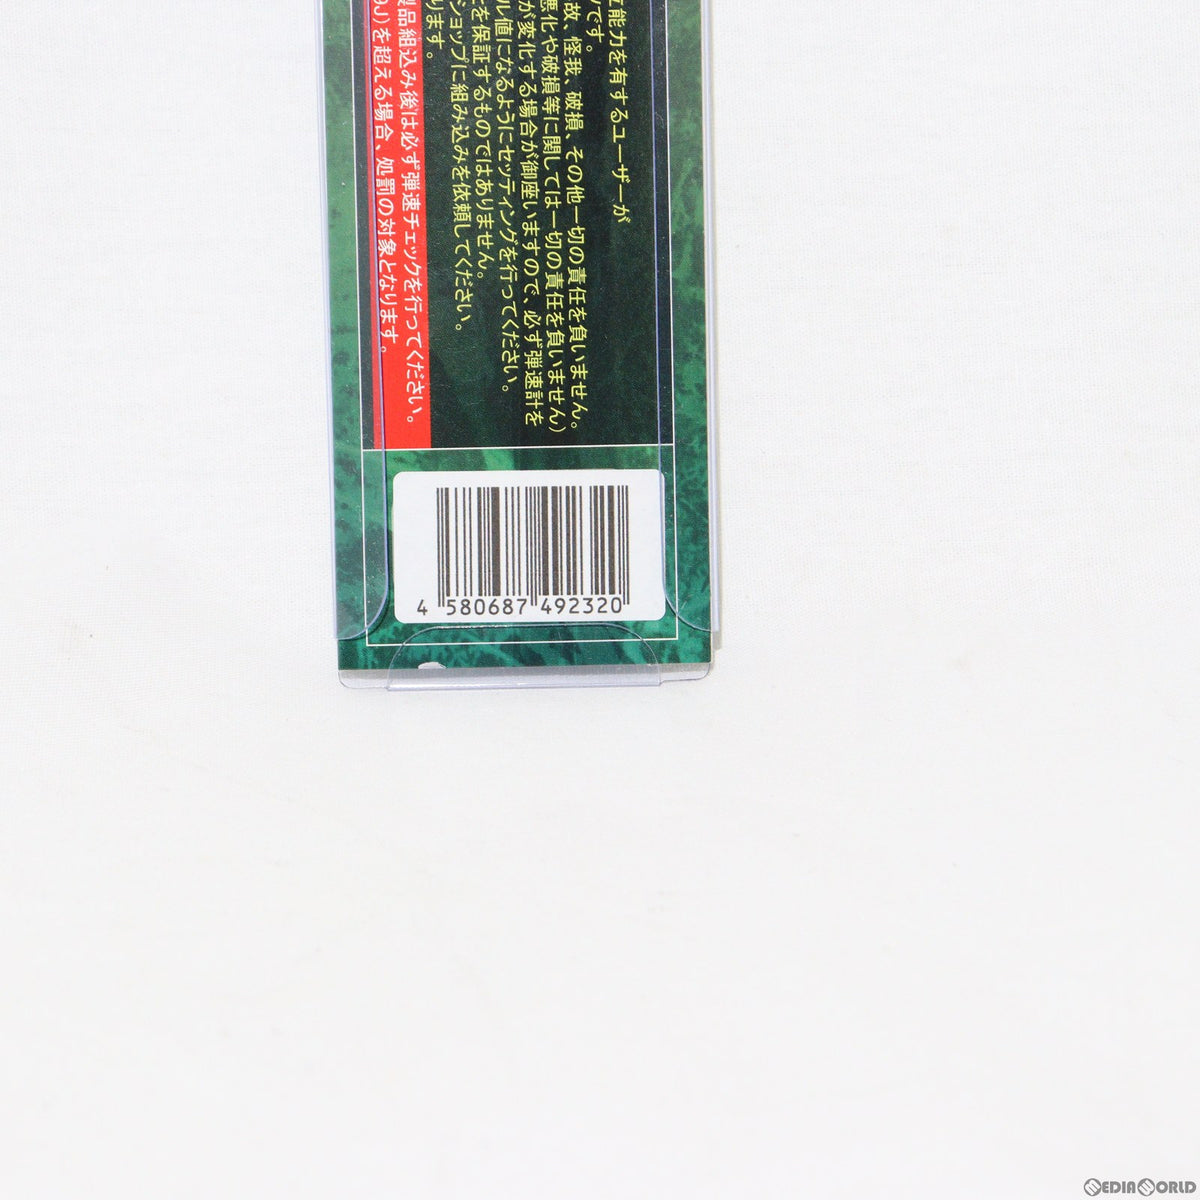 能力を有するユーザーが
です。
故、怪我、破損、その他一切の責任を負いません。
悪化や破損等に関しては一切の責任を負いません)
が変化する場合が御座いますので、必ず弾速計を
ル値になるようにセッティングを行ってください。
を保証するものではありません。
ショップに組み込みを依頼してください。
ります。
製品組込み後は必ず弾速チェックを行ってください。
J)を超える場合、処罰の対象となります。
4 580687 492320
MEDIAWORLD